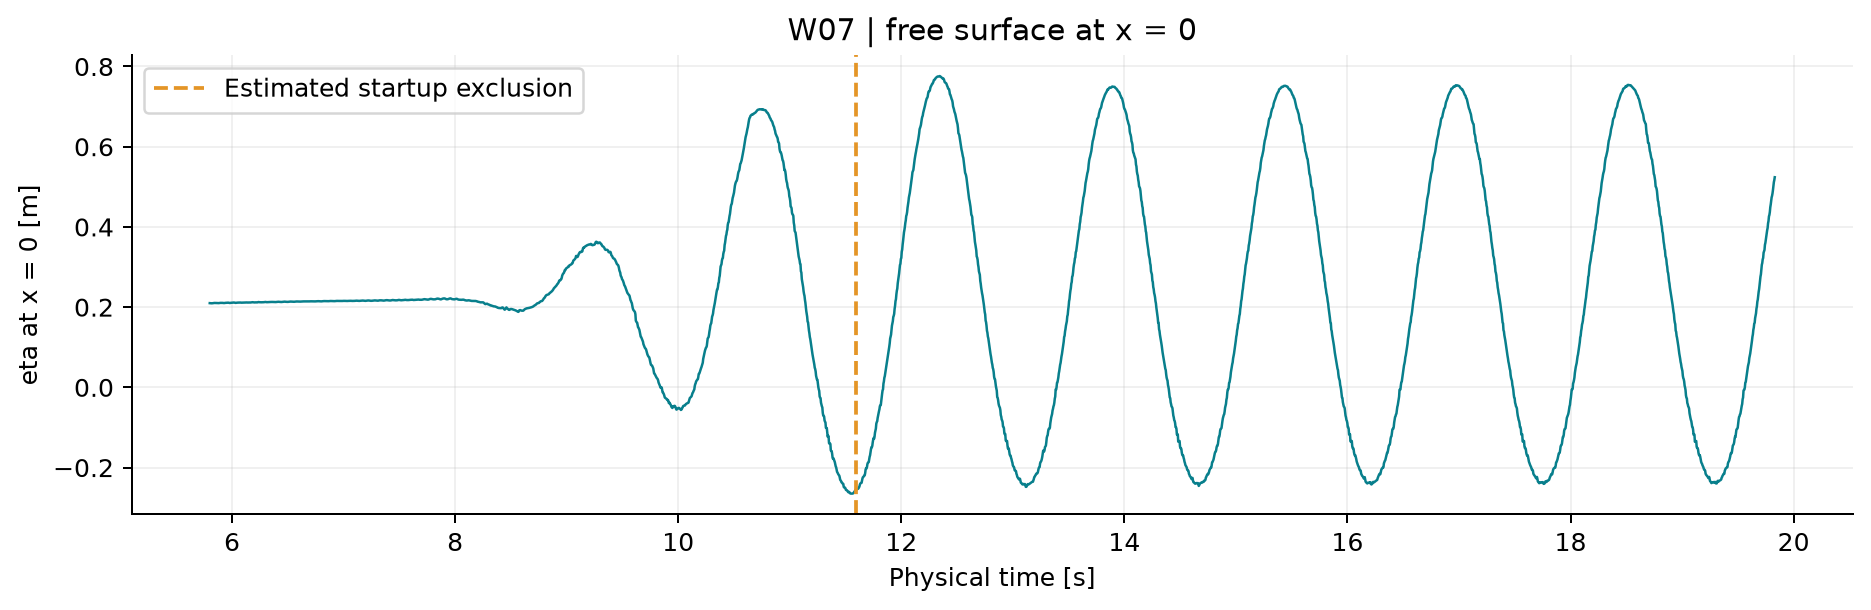 W07 | free surface at x = 0
Estimated startup exclusion
eta at x = 0 [m]
0.8
0.6
0.4
0.2
0.0
−0.2
6 8 10 12 14 16 18 20
Physical time [s]